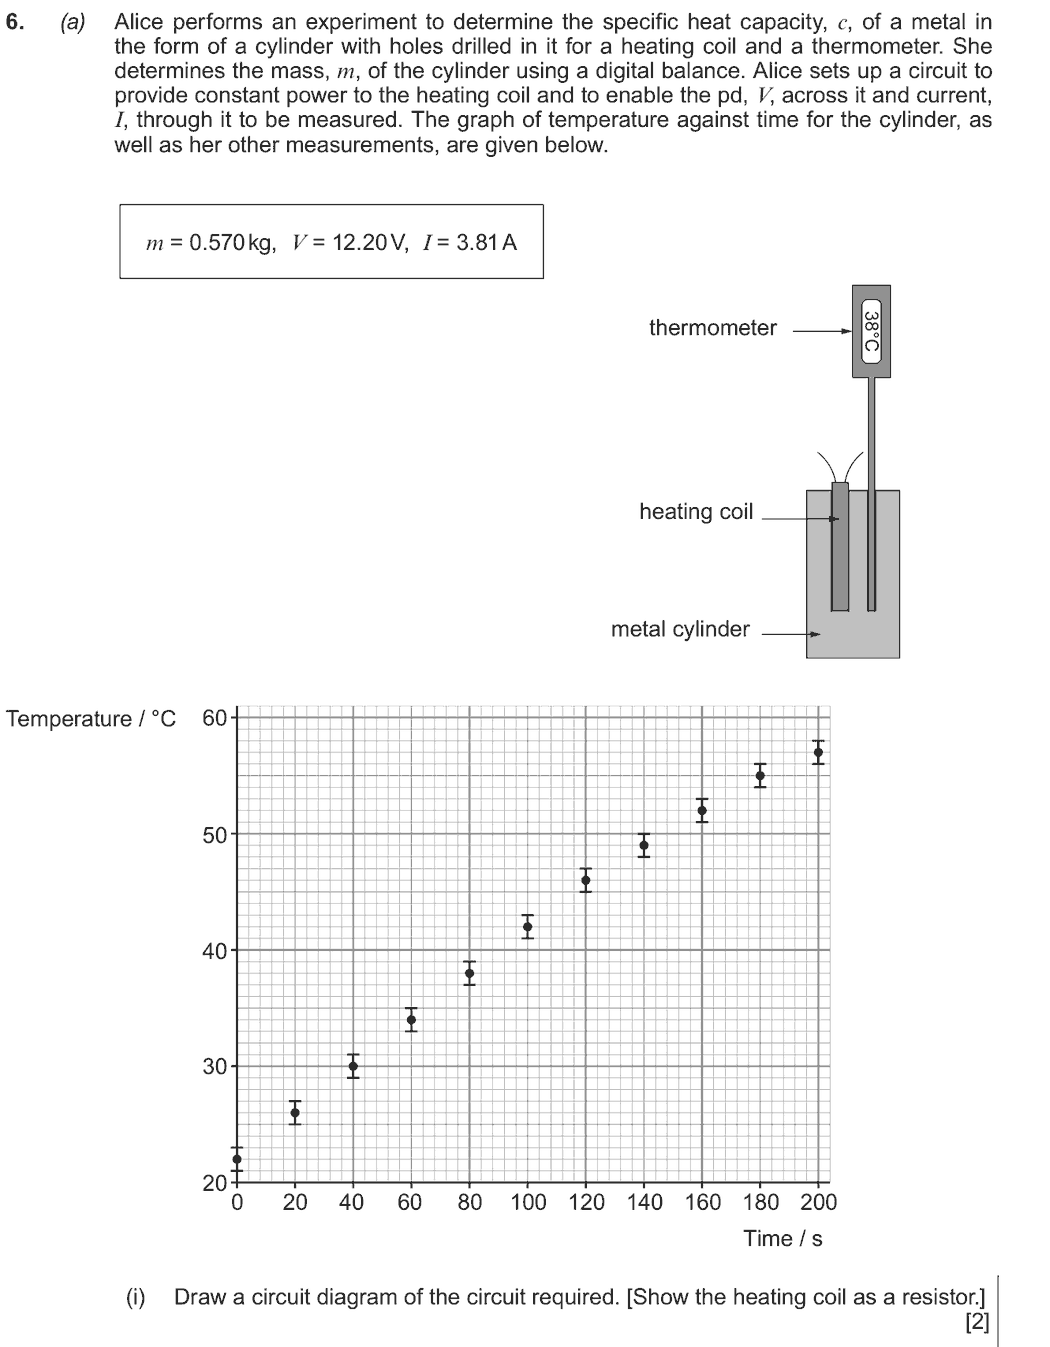 6. (a) Alice performs an experiment to determine the specific heat capacity, c, of a metal in
the form of a cylinder with holes drilled in it for a heating coil and a thermometer. She
determines the mass, m, of the cylinder using a digital balance. Alice sets up a circuit to
provide constant power to the heating coil and to enable the pd, V, across it and current,
I, through it to be measured. The graph of temperature against time for the cylinder, as
well as her other measurements, are given below.
m = 0.570 kg, V = 12.20 V, I = 3.81 A
thermometer
38°C
heating coil
metal cylinder
Temperature / °C
60
50
40
30
20
0 20 40 60 80 100 120 140 160 180 200
Time / s
(i) Draw a circuit diagram of the circuit required. [Show the heating coil as a resistor.]
[2]